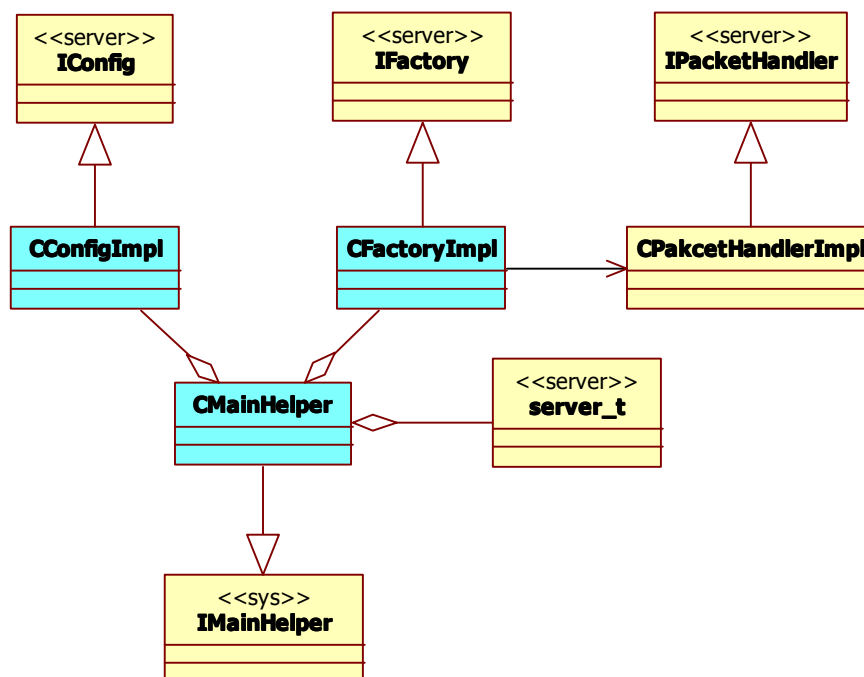 <<server>>
IConfig
<<server>>
IFactory
<<server>>
IPacketHandler
CConfigImpl
CFactoryImpl
CPakcetHandlerImpl
<<server>>
server_t
CMainHelper
<<sys>>
IMainHelper